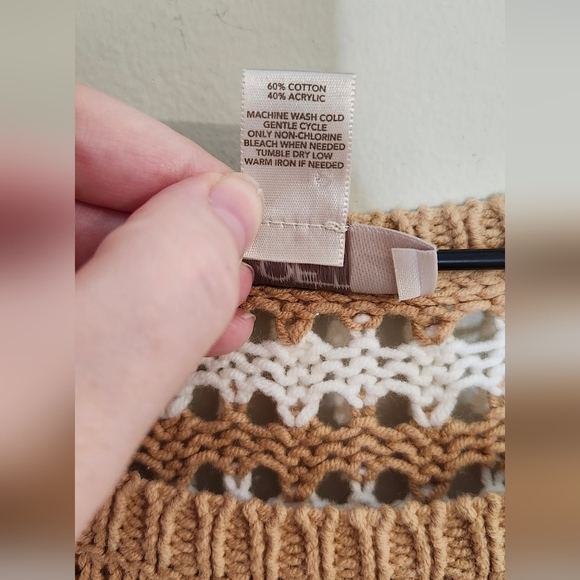 60% COTTON
40% ACRYLIC
MACHINE WASH COLD
GENTLE CYCLE
ONLY NON-CHLORINE
BLEACH WHEN NEEDED
TUMBLE DRY LOW
WARM IRON IF NEEDED